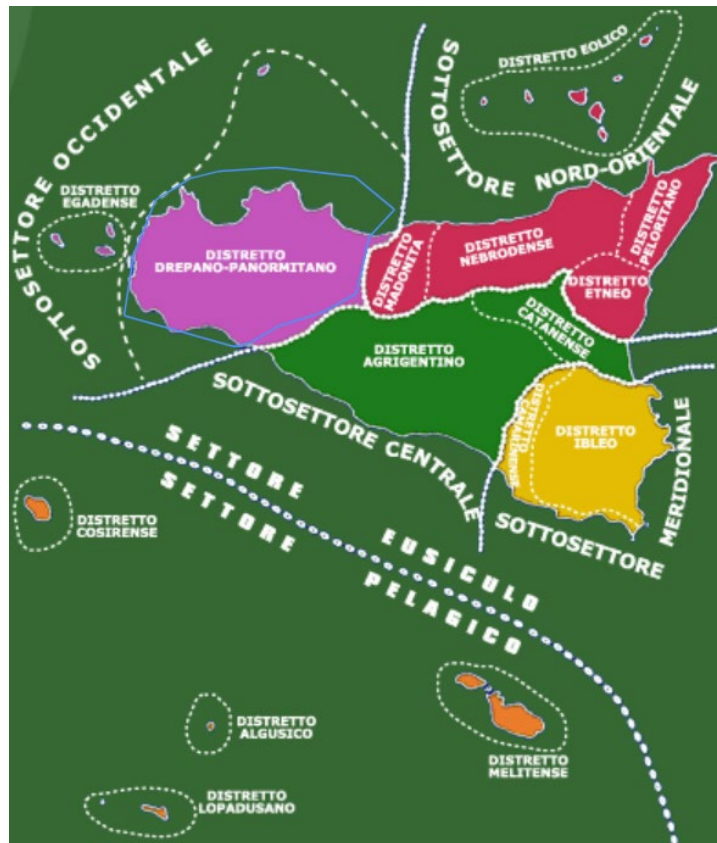 SOTTOSETTORE OCCIDENTALE
DISTRETTO
EGADENSE
DISTRETTO EOLICO
SOTTOSETTORE
NORD-ORIENTALE
DISTRETTO
DREPANO-PANORMITANO
DISTRETTO
MADONITA
DISTRETTO
NEBRODENSE
DISTRETTO
PELORITANO
DISTRETTO
ETNEO
DISTRETTO
CATANENSE
DISTRETTO
AGRIGENTINO
SOTTOSETTORE CENTRALE
DISTRETTO
CAMARINENSE
DISTRETTO
IBLEO
SOTTOSETTORE
MERIDIONALE
SETTORE
EUSICULO
SETTORE
PELAGICO
DISTRETTO
COSIRENSE
DISTRETTO
ALGUSICO
DISTRETTO
LOPADUSANO
DISTRETTO
MELITENSE